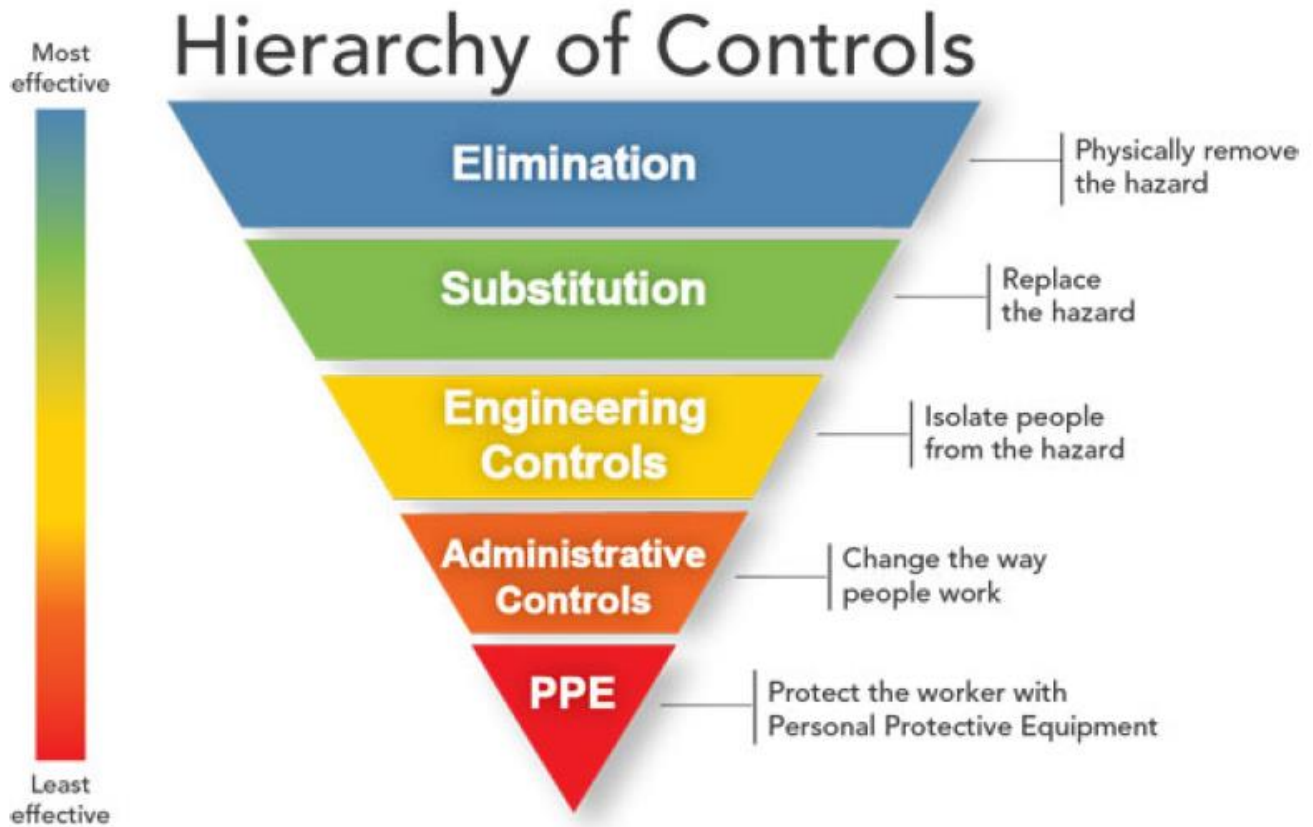 Hierarchy of Controls
Most
effective
Elimination
Physically remove
the hazard
Substitution
Replace
the hazard
Engineering
Controls
Isolate people
from the hazard
Administrative
Controls
Change the way
people work
PPE
Protect the worker with
Personal Protective Equipment
Least
effective